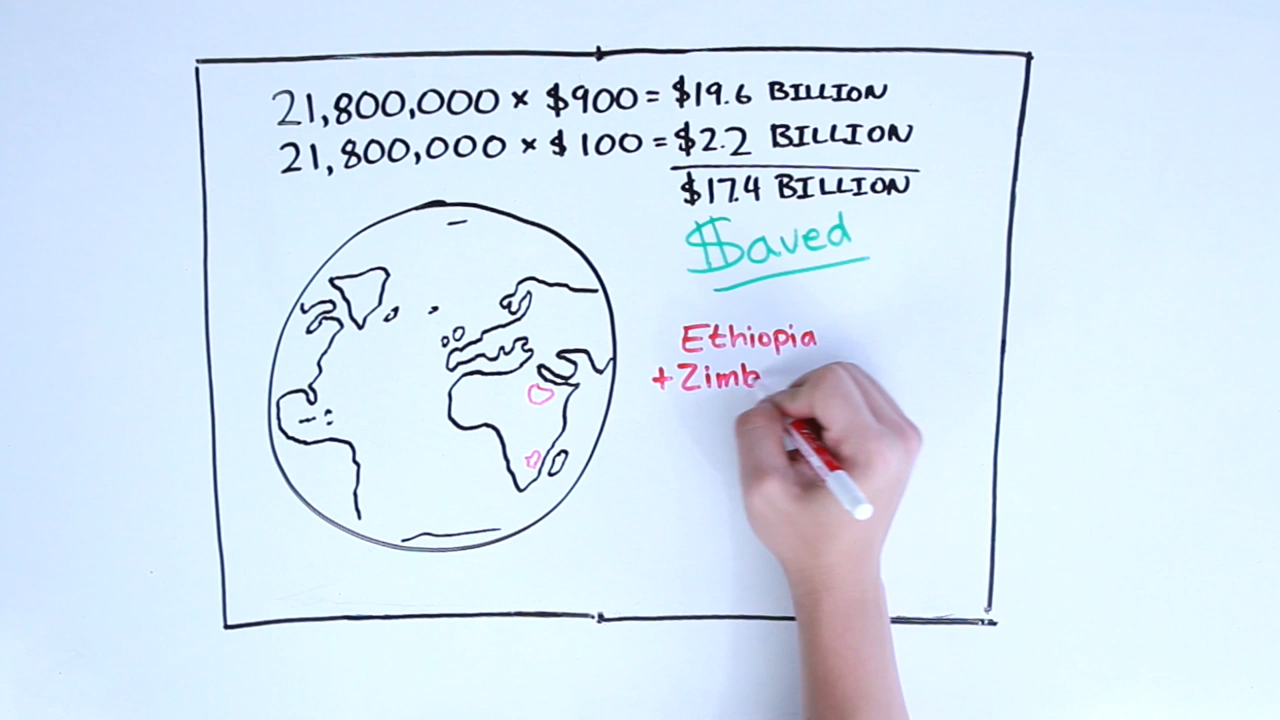 21,800,000 × $900 = $19.6 BILLION
21,800,000 × $100 = $2.2 BILLION
$17.4 BILLION
$aved
Ethiopia
+Zimb